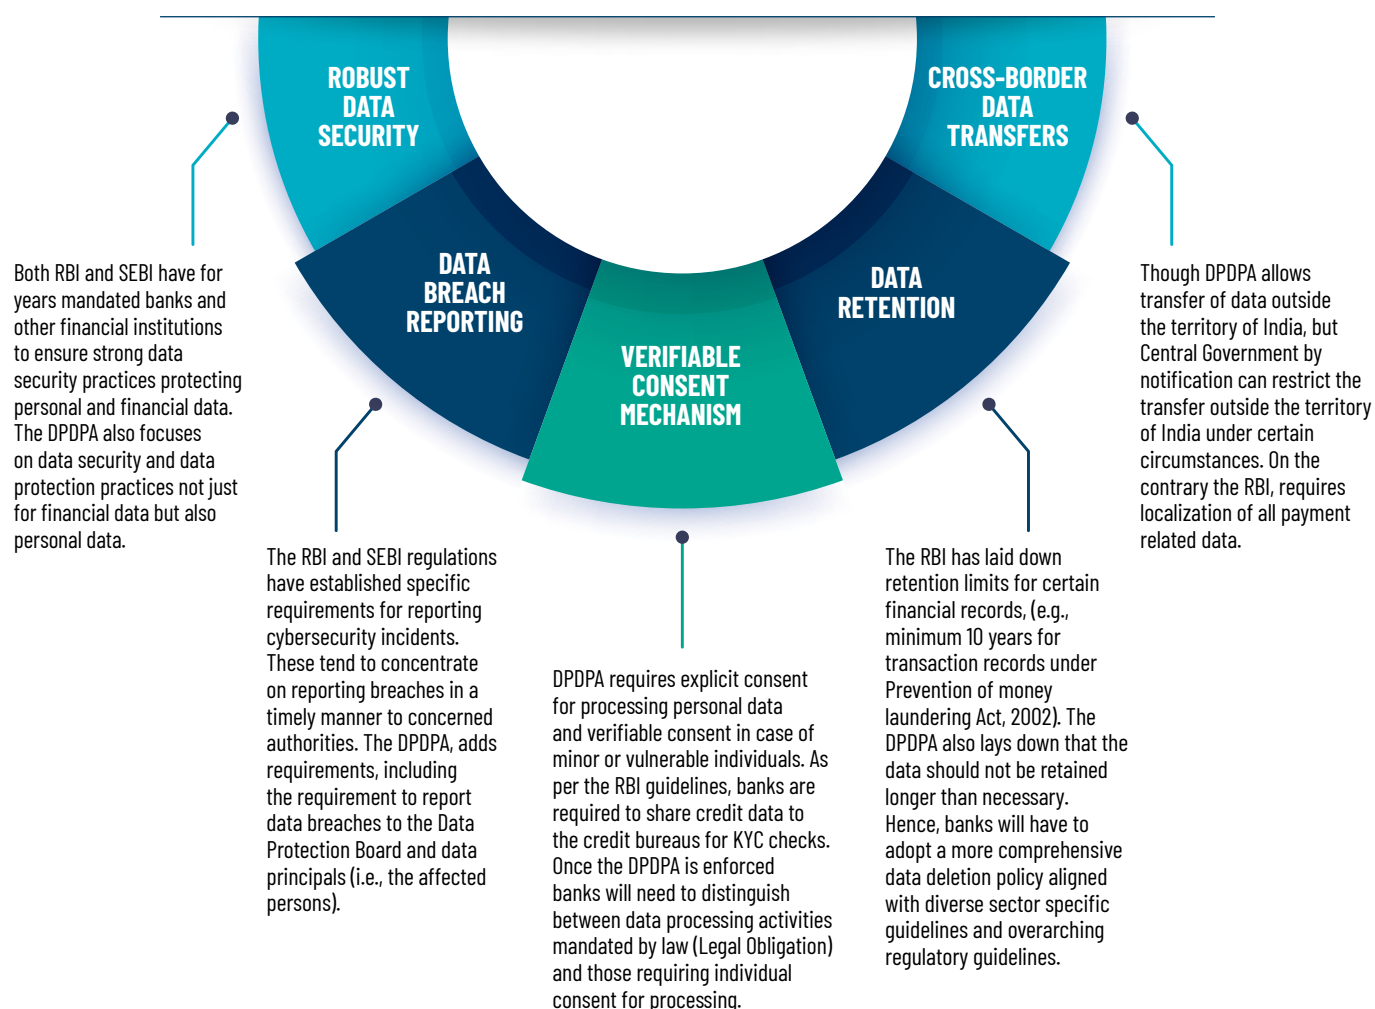 ROBUST
DATA
SECURITY
Both RBI and SEBI have for
years mandated banks and
other financial institutions
to ensure strong data
security practices protecting
personal and financial data.
The DPDPA also focuses
on data security and data
protection practices not just
for financial data but also
personal data.
DATA
BREACH
REPORTING
The RBI and SEBI regulations
have established specific
requirements for reporting
cybersecurity incidents.
These tend to concentrate
on reporting breaches in a
timely manner to concerned
authorities. The DPDPA, adds
requirements, including
the requirement to report
data breaches to the Data
Protection Board and data
principals (i.e., the affected
persons).
VERIFIABLE
CONSENT
MECHANISM
DPDPA requires explicit consent
for processing personal data
and verifiable consent in case of
minor or vulnerable individuals. As
per the RBI guidelines, banks are
required to share credit data to
the credit bureaus for KYC checks.
Once the DPDPA is enforced
banks will need to distinguish
between data processing activities
mandated by law (Legal Obligation)
and those requiring individual
consent for processing.
DATA
RETENTION
The RBI has laid down
retention limits for certain
financial records, (e.g.,
minimum 10 years for
transaction records under
Prevention of money
laundering Act, 2002). The
DPDPA also lays down that the
data should not be retained
longer than necessary.
Hence, banks will have to
adopt a more comprehensive
data deletion policy aligned
with diverse sector specific
guidelines and overarching
regulatory guidelines.
CROSS-BORDER
DATA
TRANSFERS
Though DPDPA allows
transfer of data outside
the territory of India, but
Central Government by
notification can restrict the
transfer outside the territory
of India under certain
circumstances. On the
contrary the RBI, requires
localization of all payment
related data.